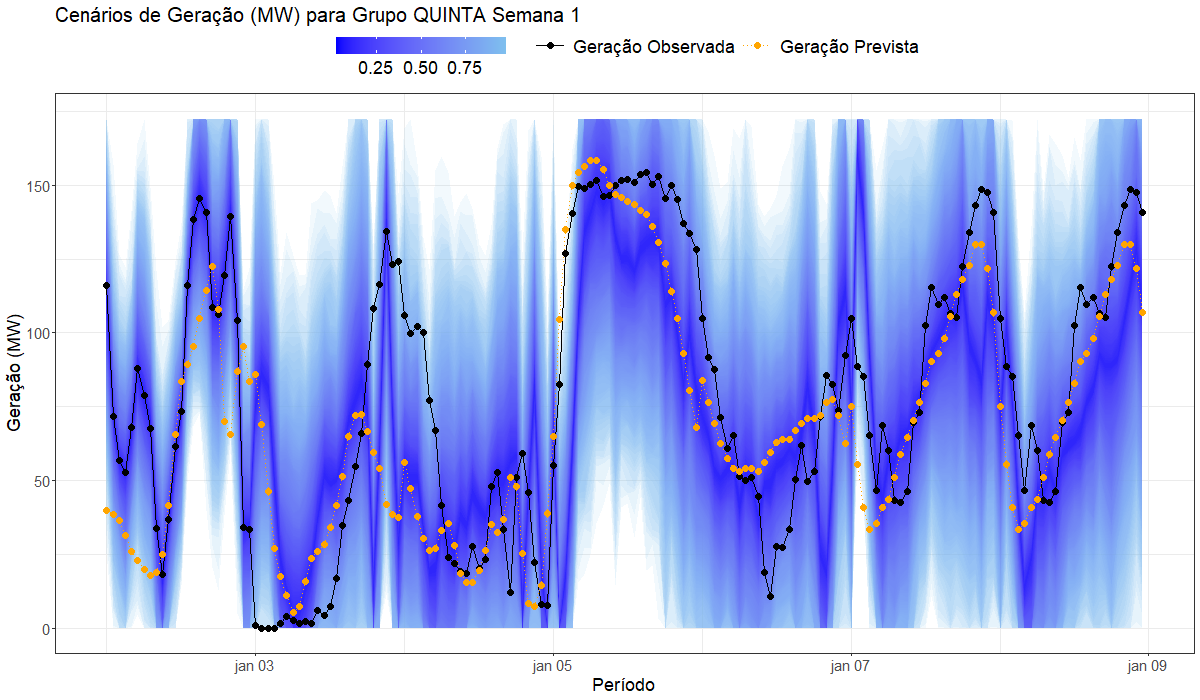 Cenários de Geração (MW) para Grupo QUINTA Semana 1
0.25 0.50 0.75
Geração Observada
Geração Prevista
Geração (MW)
150
100
50
0
jan 03
jan 05
jan 07
jan 09
Período